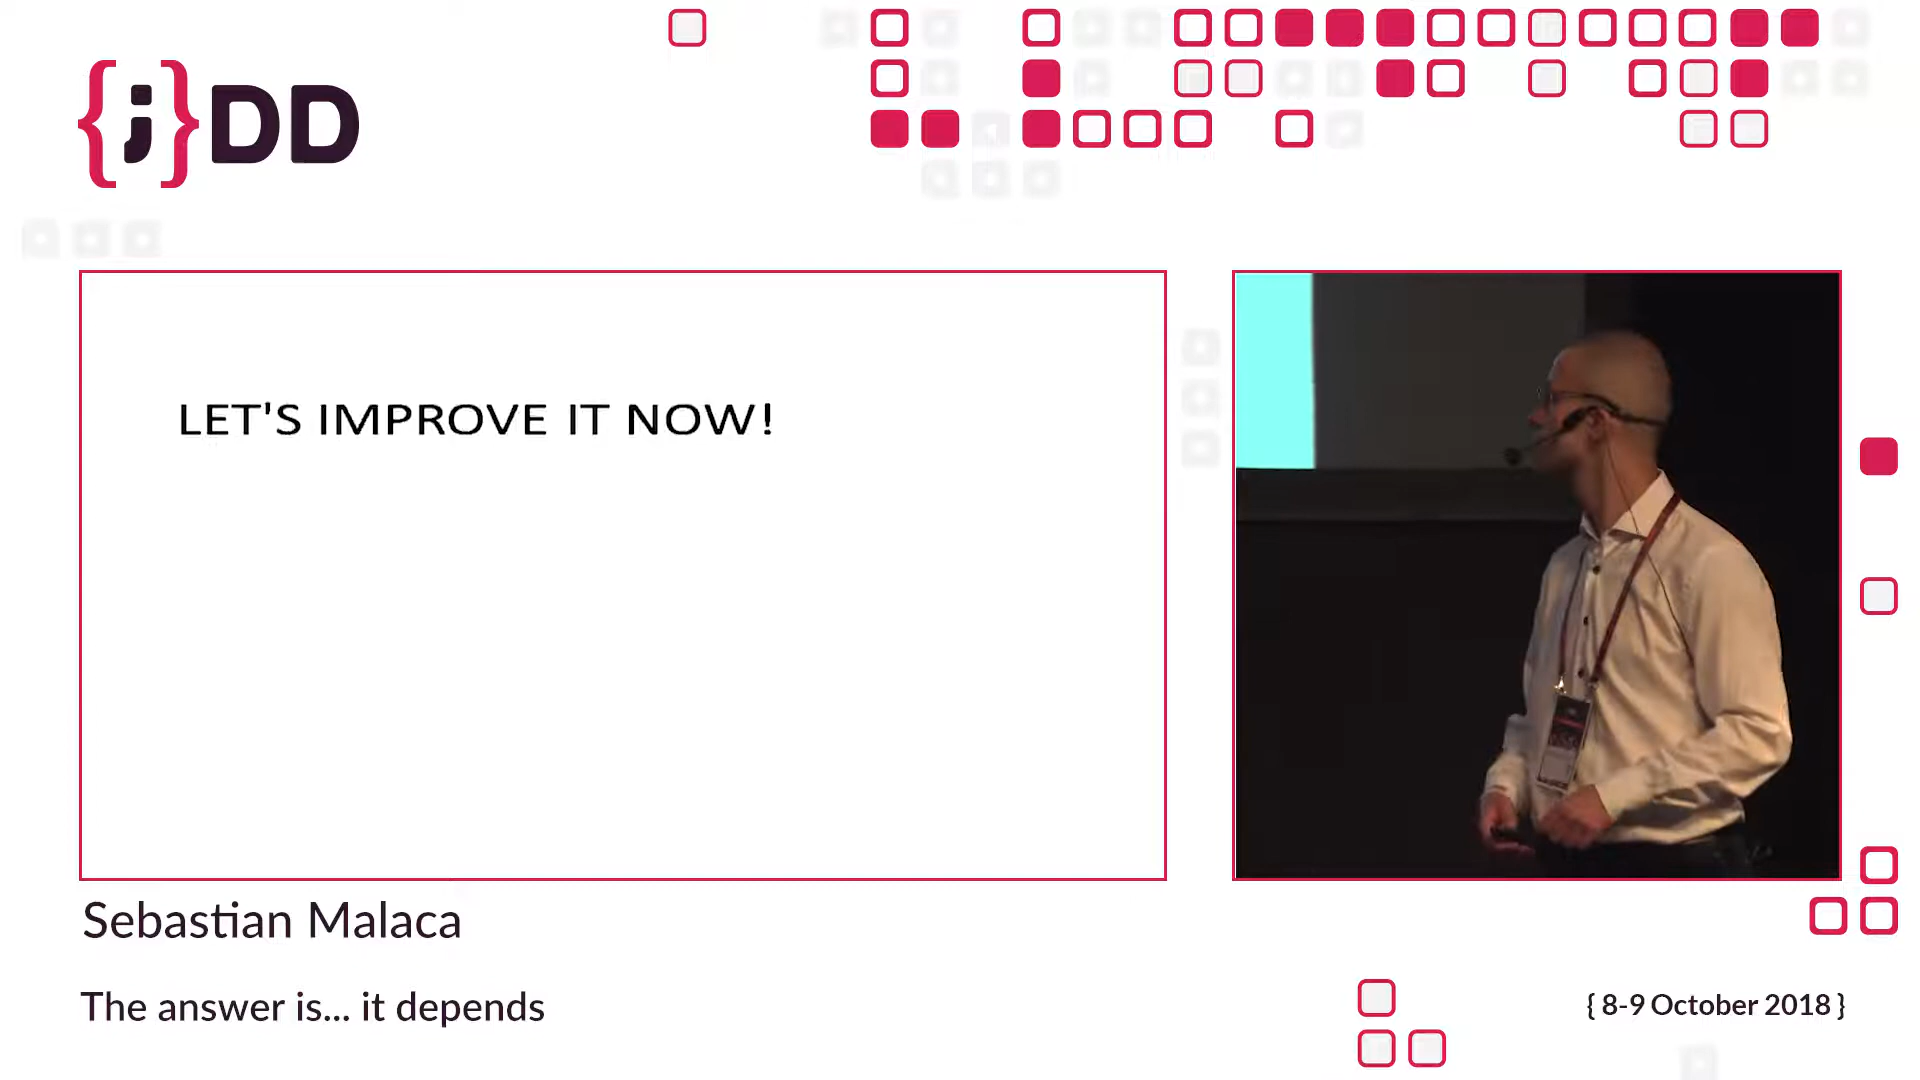 {;}DD
LET'S IMPROVE IT NOW!
Sebastian Malaca
The answer is... it depends
{ 8-9 October 2018 }